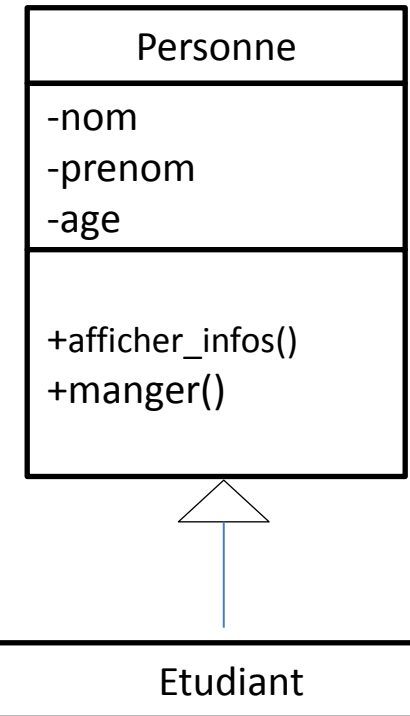 Personne
-nom
-prenom
-age
+afficher_infos()
+manger()
Etudiant